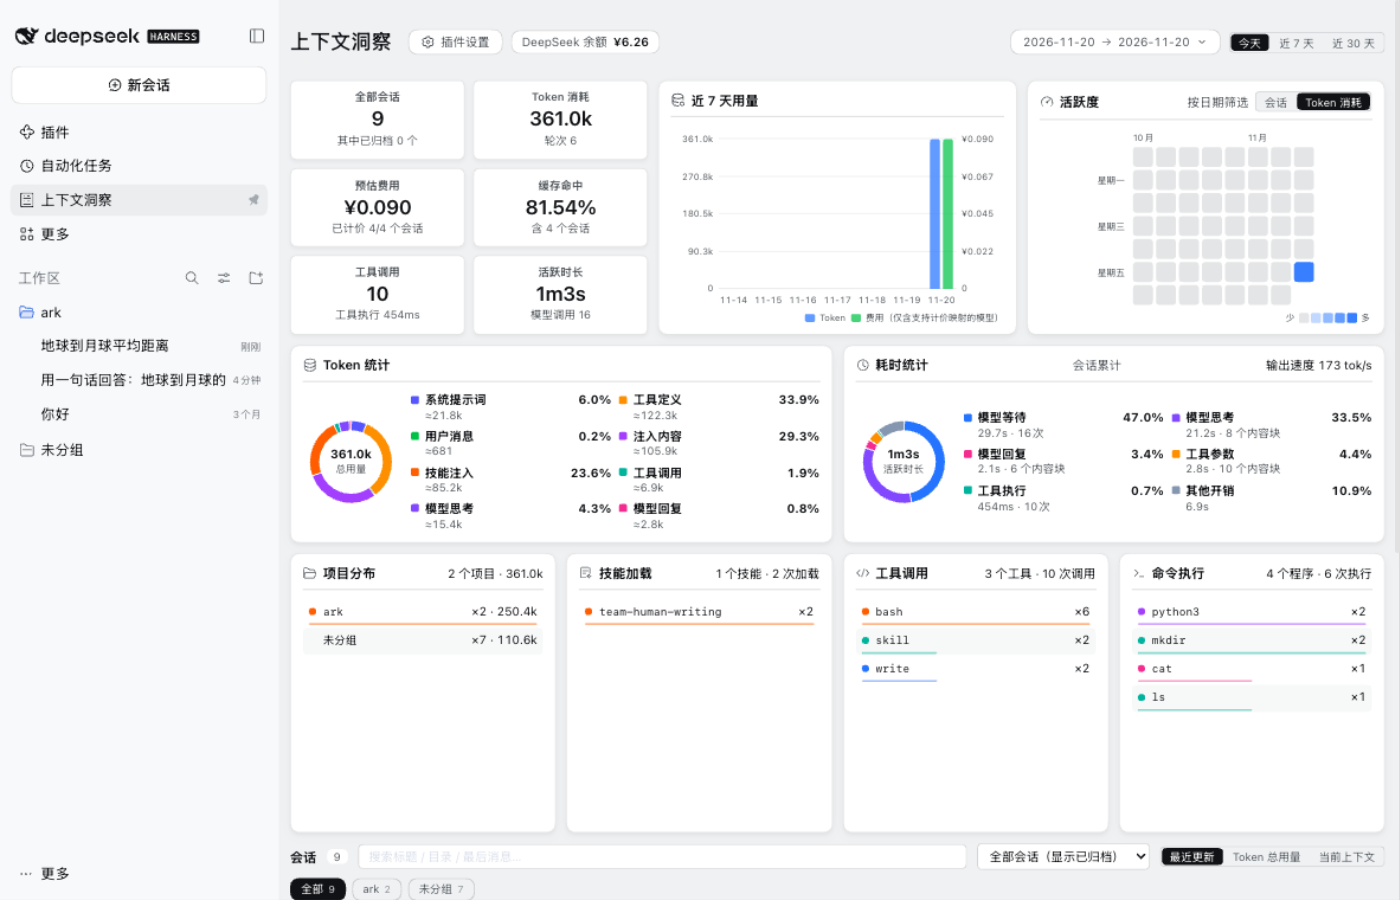 deepseek HARNESS
新会话
插件
自动化任务
上下文洞察
更多
工作区
ark
地球到月球平均距离 刚刚
用一句话回答：地球到月球的 4分钟
你好 3个月
未分组
更多
上下文洞察 插件设置 DeepSeek 余额 ¥6.26
2026-11-20 → 2026-11-20 今天 近 7 天 近 30 天
全部会话
9
其中已归档 0 个
Token 消耗
361.0k
轮次 6
预估费用
¥0.090
已计价 4/4 个会话
缓存命中
81.54%
含 4 个会话
工具调用
10
工具执行 454ms
活跃时长
1m3s
模型调用 16
近 7 天用量
361.0k ¥0.090
270.8k ¥0.067
180.5k ¥0.045
90.3k ¥0.022
0 0
11-14 11-15 11-16 11-17 11-18 11-19 11-20
Token 费用（仅含支持计价映射的模型）
活跃度 按日期筛选 会话 Token 消耗
10月 11月
星期一
星期三
星期五
少 多
Token 统计
361.0k
总用量
系统提示词 6.0%
≈21.8k
工具定义 33.9%
≈122.3k
用户消息 0.2%
≈681
注入内容 29.3%
≈105.9k
技能注入 23.6%
≈85.2k
工具调用 1.9%
≈6.9k
模型思考 4.3%
≈15.4k
模型回复 0.8%
≈2.8k
耗时统计 会话累计 输出速度 173 tok/s
1m3s
活跃时长
模型等待 47.0%
29.7s · 16次
模型思考 33.5%
21.2s · 8 个内容块
模型回复 3.4%
2.1s · 6 个内容块
工具参数 4.4%
2.8s · 10 个内容块
工具执行 0.7%
454ms · 10次
其他开销 10.9%
6.9s
项目分布 2 个项目 · 361.0k
ark ×2 · 250.4k
未分组 ×7 · 110.6k
技能加载 1 个技能 · 2 次加载
team-human-writing ×2
工具调用 3 个工具 · 10 次调用
bash ×6
skill ×2
write ×2
命令执行 4 个程序 · 6 次执行
python3 ×2
mkdir ×2
cat ×1
ls ×1
会话 9 搜索标题 / 目录 / 最后消息... 全部会话（显示已归档） 最近更新 Token 总用量 当前上下文
全部 9 ark 2 未分组 7